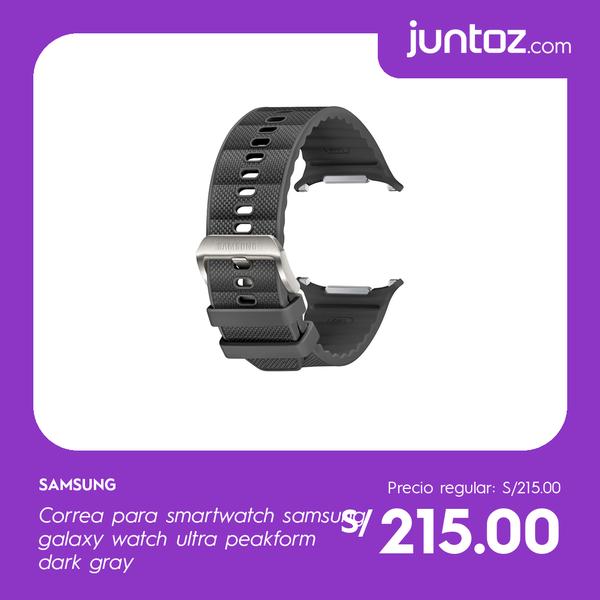 juntoz.com
SAMSUNG
SAMSUNG
Precio regular: S/215.00
Correa para smartwatch samsung
galaxy watch ultra peakform
dark gray
S/ 215.00